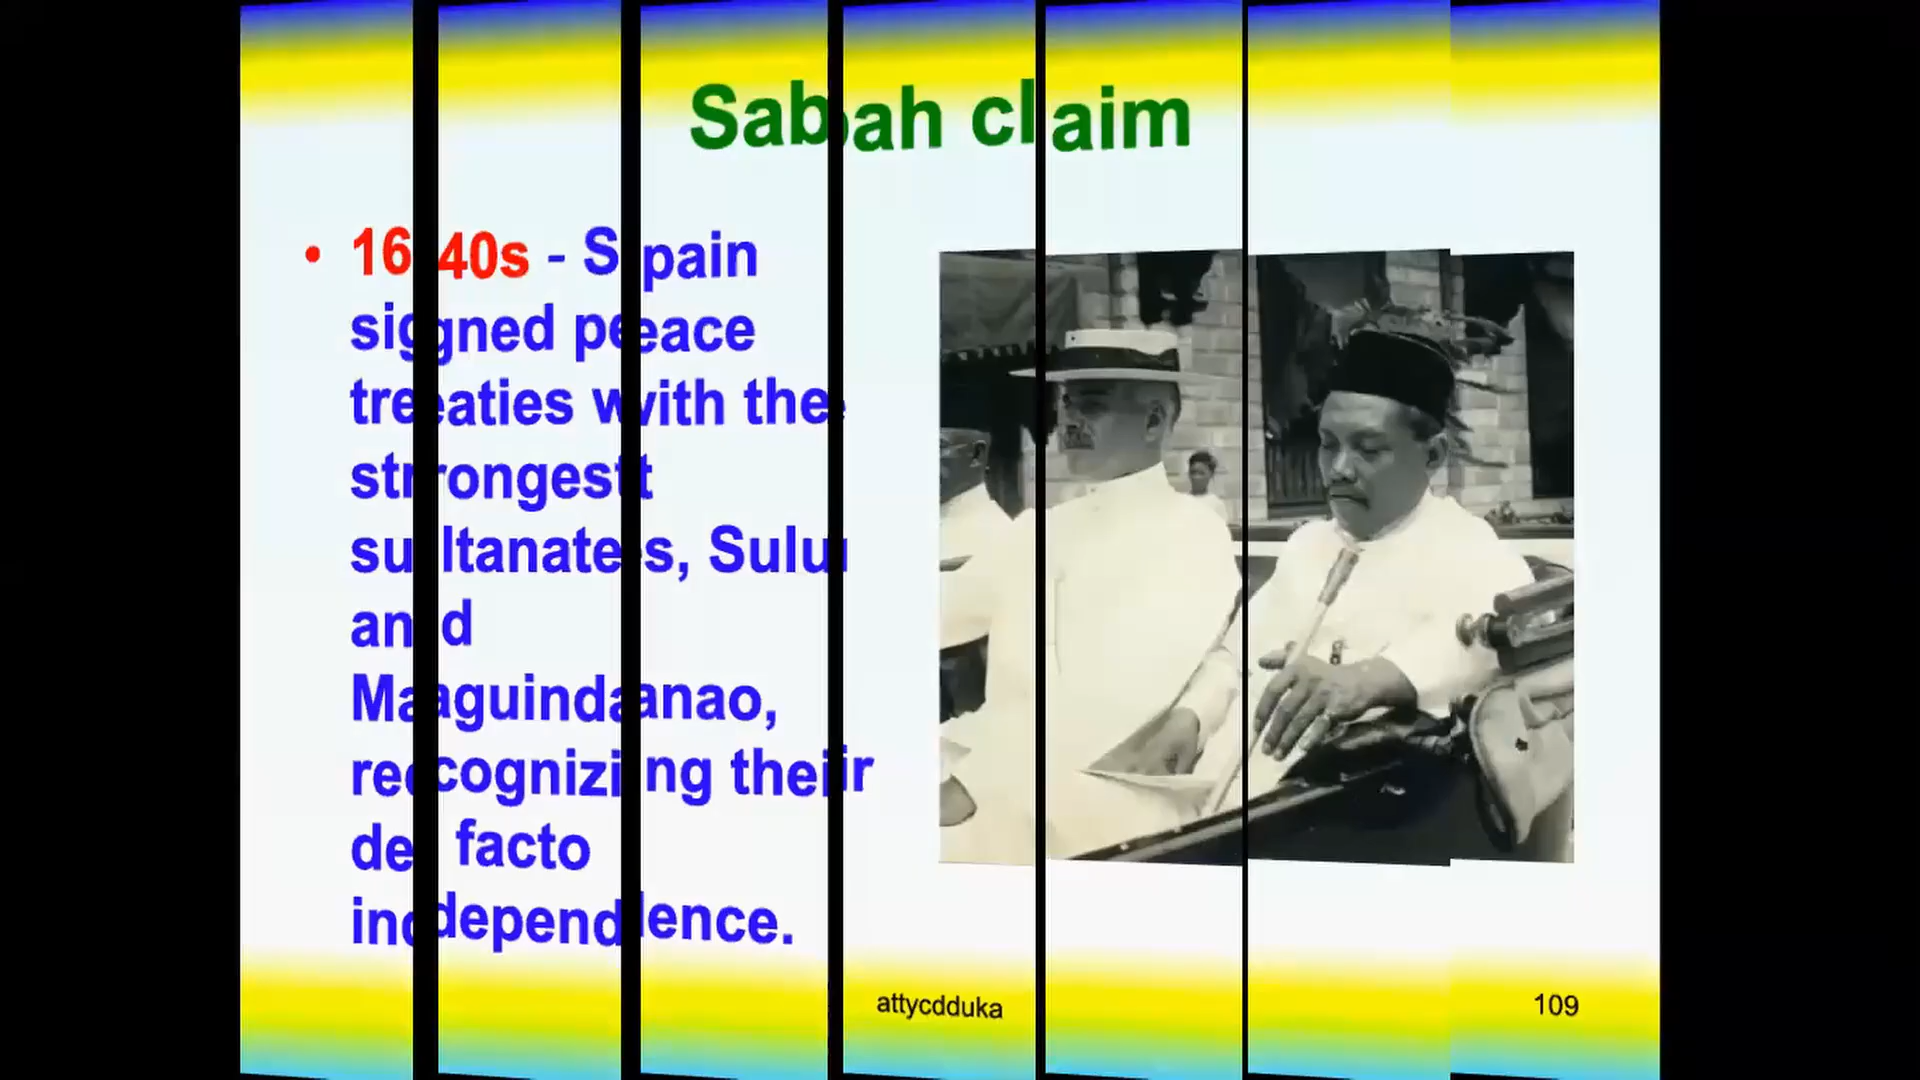 Sabah claim
• 1640s - Spain
signed peace
treaties with the
strongest
sultanates, Sulu
and
Maguindanao,
recognizing their
de facto
independence.
attycdduka
109